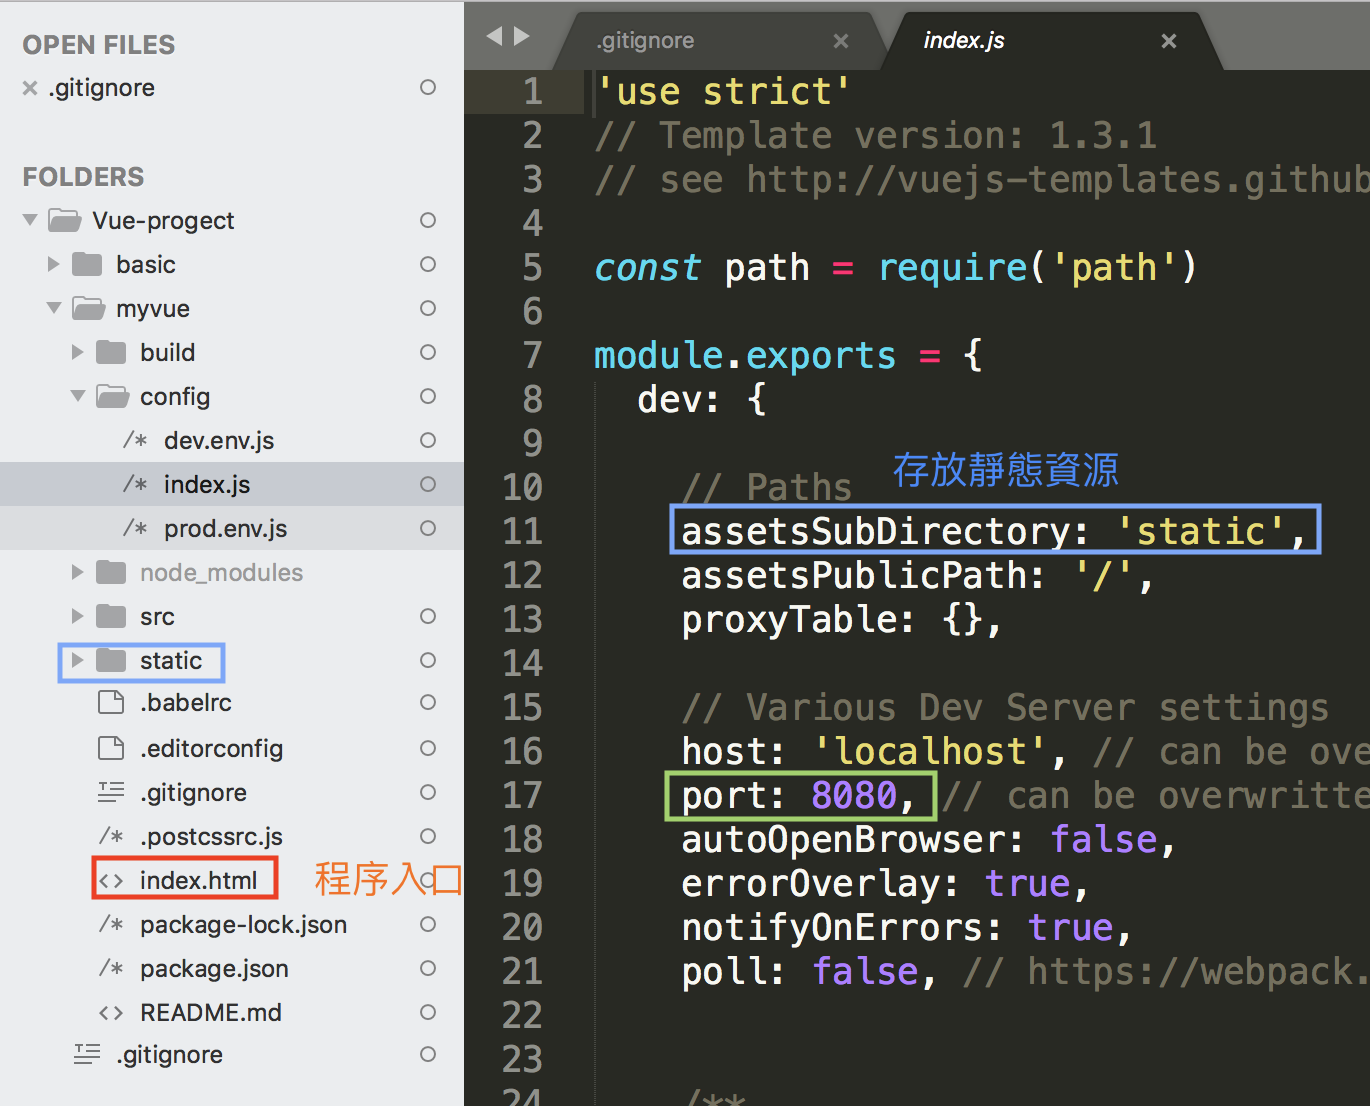 OPEN FILES
.gitignore
FOLDERS
Vue-progect
basic
myvue
build
config
/* dev.env.js
/* index.js
/* prod.env.js
node_modules
src
static
.babelrc
.editorconfig
.gitignore
/* .postcssrc.js
<> index.html 程序入口
/* package-lock.json
/* package.json
<> README.md
.gitignore
.gitignore × index.js ×
1 'use strict'
2 // Template version: 1.3.1
3 // see http://vuejs-templates.github
4
5 const path = require('path')
6
7 module.exports = {
8 dev: {
9
存放靜態資源
10 // Paths
11 assetsSubDirectory: 'static',
12 assetsPublicPath: '/',
13 proxyTable: {},
14
15 // Various Dev Server settings
16 host: 'localhost', // can be ove
17 port: 8080, // can be overwritte
18 autoOpenBrowser: false,
19 errorOverlay: true,
20 notifyOnErrors: true,
21 poll: false, // https://webpack.
22
23
24 /**